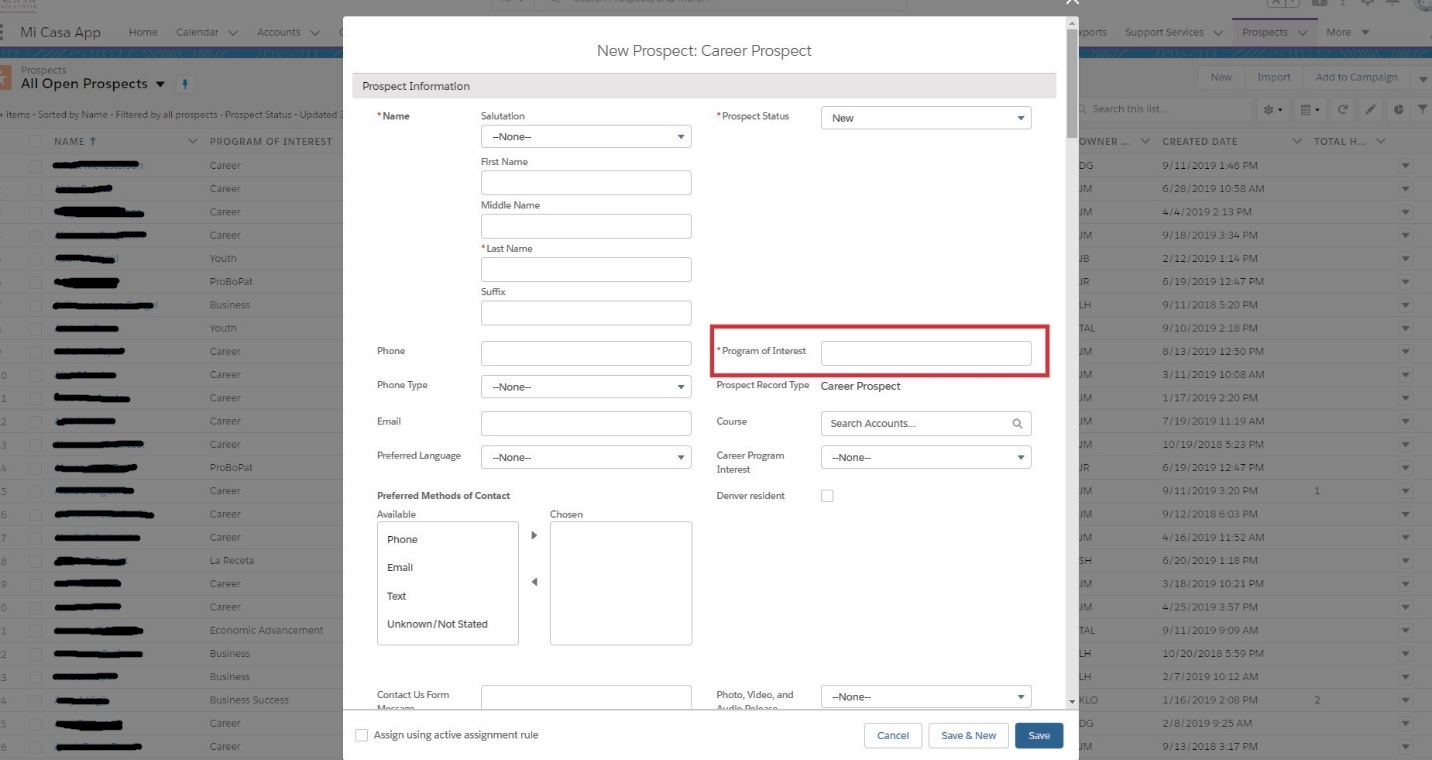 Mi Casa App Home Calendar Accounts
xports Support Services Prospects More
Prospects
All Open Prospects
New Import Add to Campaign
items • Sorted by Name • Filtered by all prospects - Prospect Status • Updated
Search this list...
NAME PROGRAM OF INTEREST
OWNER ... CREATED DATE TOTAL H...
Career DG 9/11/2019 1:46 PM
Career JM 6/28/2019 10:58 AM
Career JM 4/4/2019 2:13 PM
Career JM 9/18/2019 3:34 PM
Youth JB 2/12/2019 1:14 PM
ProBoPat JR 6/19/2019 12:47 PM
Business LH 9/11/2018 5:20 PM
Youth TAL 9/10/2019 2:18 PM
Career JM 8/13/2019 12:50 PM
Career JM 3/11/2019 10:08 AM
Career JM 1/17/2019 2:20 PM
Career JM 7/19/2019 11:19 AM
Career JM 10/19/2018 5:23 PM
ProBoPat JR 6/19/2019 12:47 PM
Career JM 9/11/2019 3:20 PM 1
Career JM 9/12/2018 6:03 PM
Career JM 4/16/2019 11:52 AM
La Receta SH 6/20/2019 1:18 PM
Career JM 3/18/2019 10:21 PM
Career JM 4/25/2019 3:57 PM
Economic Advancement TAL 9/11/2019 9:09 AM
Business LH 10/20/2018 5:59 PM
Business LH 2/7/2019 10:12 AM
Business Success KLO 1/16/2019 2:08 PM 2
Career DG 2/8/2019 9:25 AM
Career JM 9/13/2018 3:17 PM
New Prospect: Career Prospect
Prospect Information
*Name Salutation
--None--
*Prospect Status New
First Name
Middle Name
*Last Name
Suffix
Phone
*Program of Interest
Phone Type --None--
Prospect Record Type Career Prospect
Email
Course Search Accounts...
Preferred Language --None--
Career Program
Interest
--None--
Preferred Methods of Contact
Denver resident
Available Chosen
Phone
Email
Text
Unknown/Not Stated
Contact Us Form
Message
Photo, Video, and
Audio Release
--None--
Assign using active assignment rule
Cancel Save & New Save